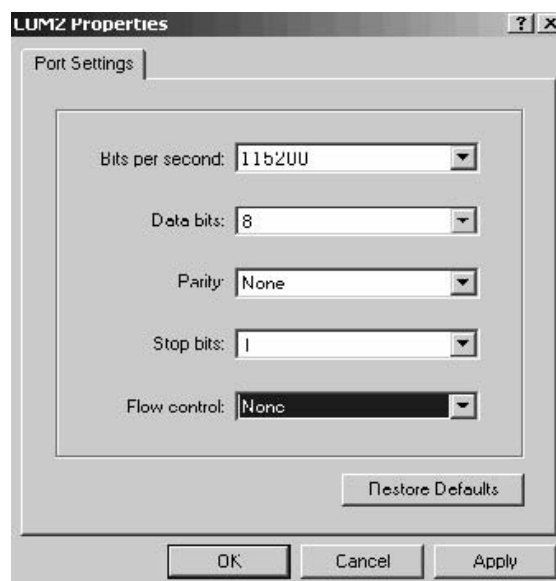 COM2 Properties
Port Settings
Bits per second: 115200
Data bits: 8
Parity: None
Stop bits: 1
Flow control: None
Restore Defaults
OK Cancel Apply